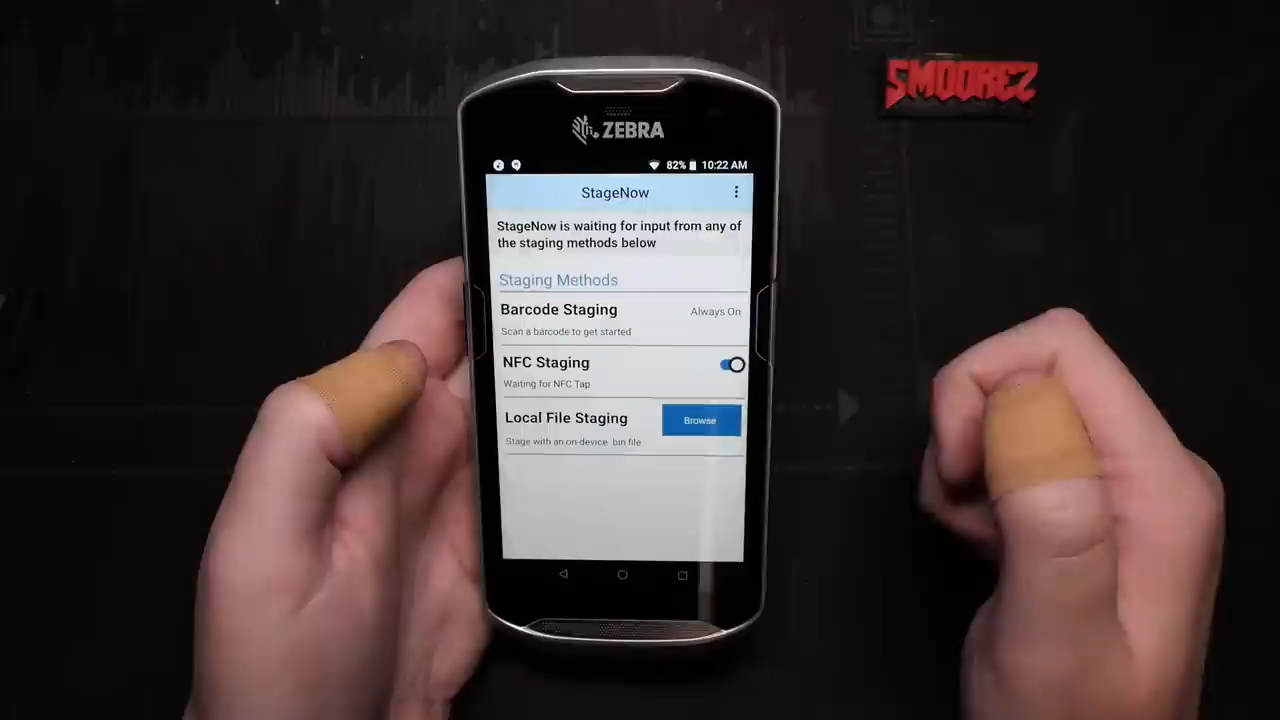 SMOOREZ
ZEBRA
82% 10:22 AM
StageNow
StageNow is waiting for input from any of
the staging methods below
Staging Methods
Barcode Staging
Always On
Scan a barcode to get started
NFC Staging
Waiting for NFC Tap
Local File Staging
Browse
Stage with an on-device .bin file